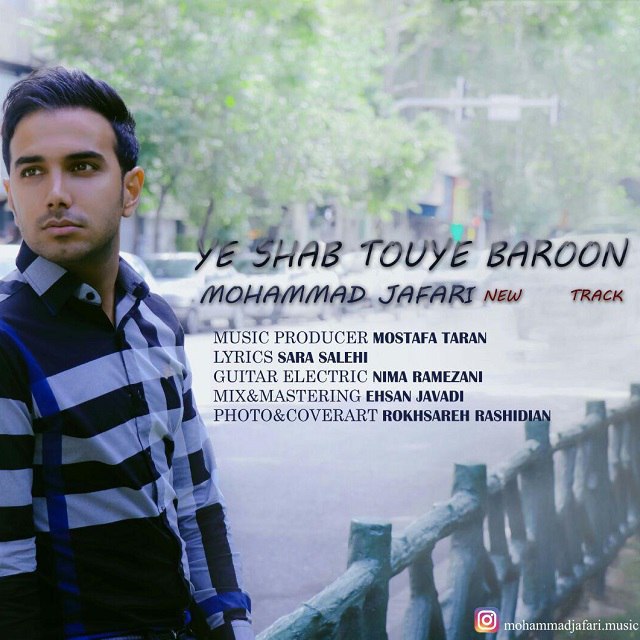 YE SHAB TOUYE BAROON
MOHAMMAD JAFARI NEW TRACK
MUSIC PRODUCER MOSTAFA TARAN
LYRICS SARA SALEHI
GUITAR ELECTRIC NIMA RAMEZANI
MIX&MASTERING EHSAN JAVADI
PHOTO&COVERART ROKHSAREH RASHIDIAN
mohammadjafari.music